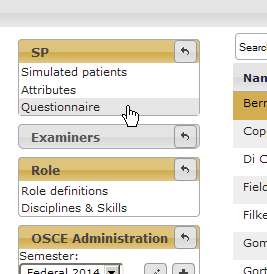 SP
Simulated patients
Attributes
Questionnaire
Examiners
Role
Role definitions
Disciplines & Skills
OSCE Administration
Semester:
Federal 2014
Search
Nam
Bern
Cop
Di C
Field
Filke
Gom
Gom